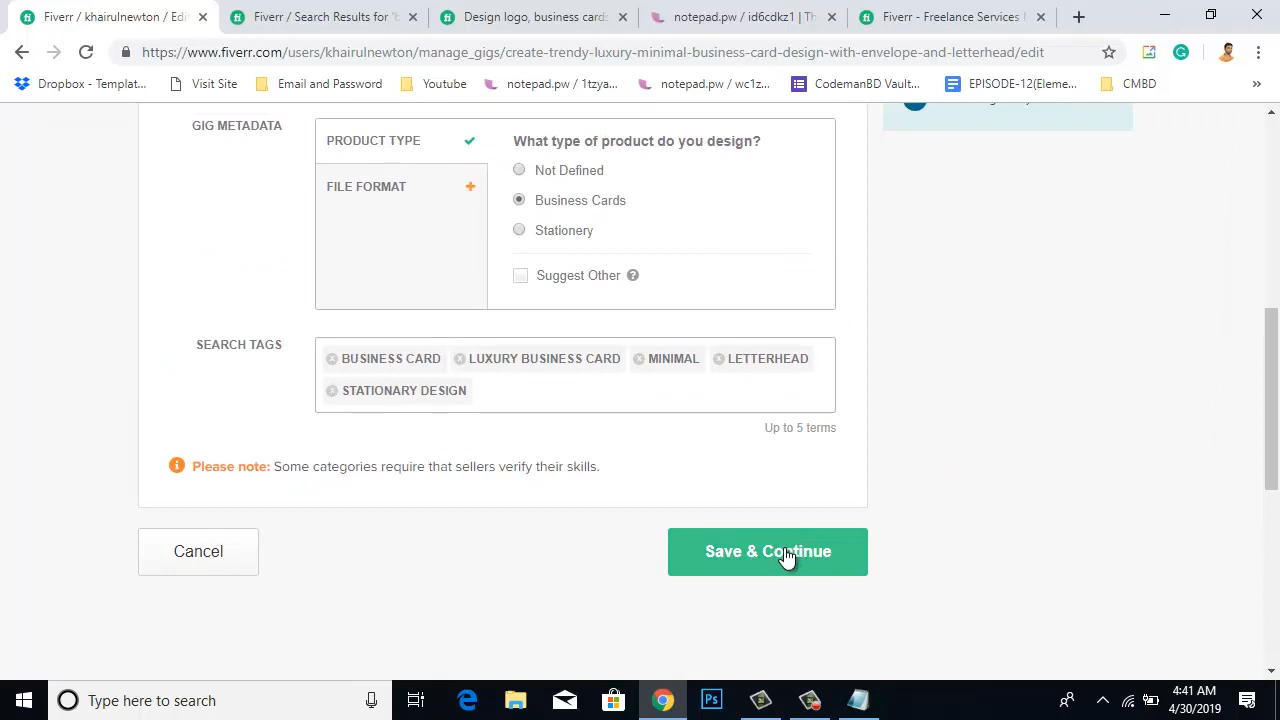 Fiverr / khairulnewton / Edi
Fiverr / Search Results for 'b
Design logo, business cards
notepad.pw / id6cdkz1 | Th
Fiverr - Freelance Services
https://www.fiverr.com/users/khairulnewton/manage_gigs/create-trendy-luxury-minimal-business-card-design-with-envelope-and-letterhead/edit
Dropbox - Templat...
Visit Site
Email and Password
Youtube
notepad.pw / 1tzya...
notepad.pw / wc1z...
CodemanBD Vault...
EPISODE-12(Eleme...
CMBD
»
GIG METADATA
PRODUCT TYPE
What type of product do you design?
Not Defined
FILE FORMAT
Business Cards
Stationery
Suggest Other
SEARCH TAGS
BUSINESS CARD
LUXURY BUSINESS CARD
MINIMAL
LETTERHEAD
STATIONARY DESIGN
Up to 5 terms
Please note: Some categories require that sellers verify their skills.
Cancel
Save & Continue
Type here to search
4:41 AM
4/30/2019